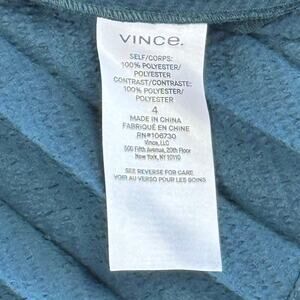 VINCE.
SELF/CORPS:
100% POLYESTER/
POLYESTER
CONTRAST/CONTRASTE:
100% POLYESTER/
POLYESTER
4
MADE IN CHINA
FABRIQUÉ EN CHINE
RN#106730
Vince, LLC
500 Fifth Avenue, 20th Floor
New York, NY 10110
SEE REVERSE FOR CARE
VOIR AU VERSO POUR LES SOINS